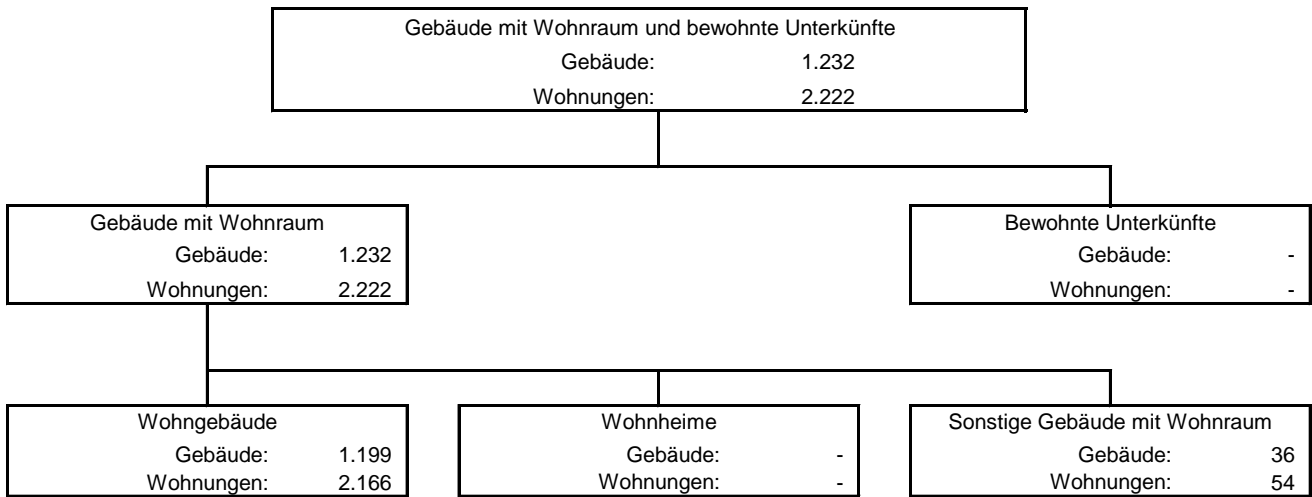 Gebäude mit Wohnraum und bewohnte Unterkünfte
Gebäude: 1.232
Wohnungen: 2.222
Gebäude mit Wohnraum
Gebäude: 1.232
Wohnungen: 2.222
Bewohnte Unterkünfte
Gebäude: -
Wohnungen: -
Wohngebäude
Gebäude: 1.199
Wohnungen: 2.166
Wohnheime
Gebäude: -
Wohnungen: -
Sonstige Gebäude mit Wohnraum
Gebäude: 36
Wohnungen: 54